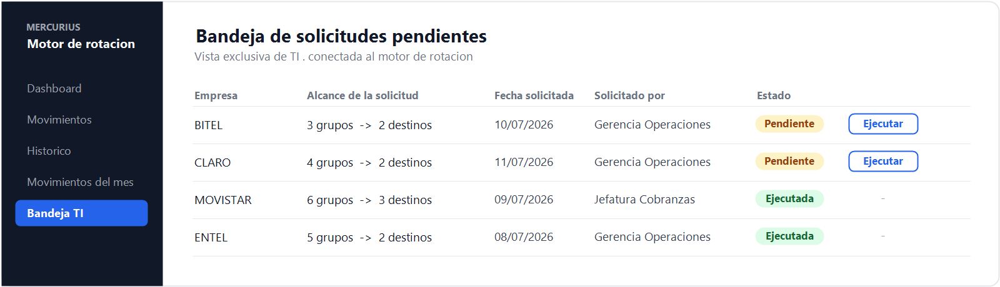 MERCURIUS
Motor de rotacion
Dashboard
Movimientos
Historico
Movimientos del mes
Bandeja TI
Bandeja de solicitudes pendientes
Vista exclusiva de TI . conectada al motor de rotacion
Empresa Alcance de la solicitud Fecha solicitada Solicitado por Estado
BITEL 3 grupos -> 2 destinos 10/07/2026 Gerencia Operaciones Pendiente Ejecutar
CLARO 4 grupos -> 2 destinos 11/07/2026 Gerencia Operaciones Pendiente Ejecutar
MOVISTAR 6 grupos -> 3 destinos 09/07/2026 Jefatura Cobranzas Ejecutada -
ENTEL 5 grupos -> 2 destinos 08/07/2026 Gerencia Operaciones Ejecutada -